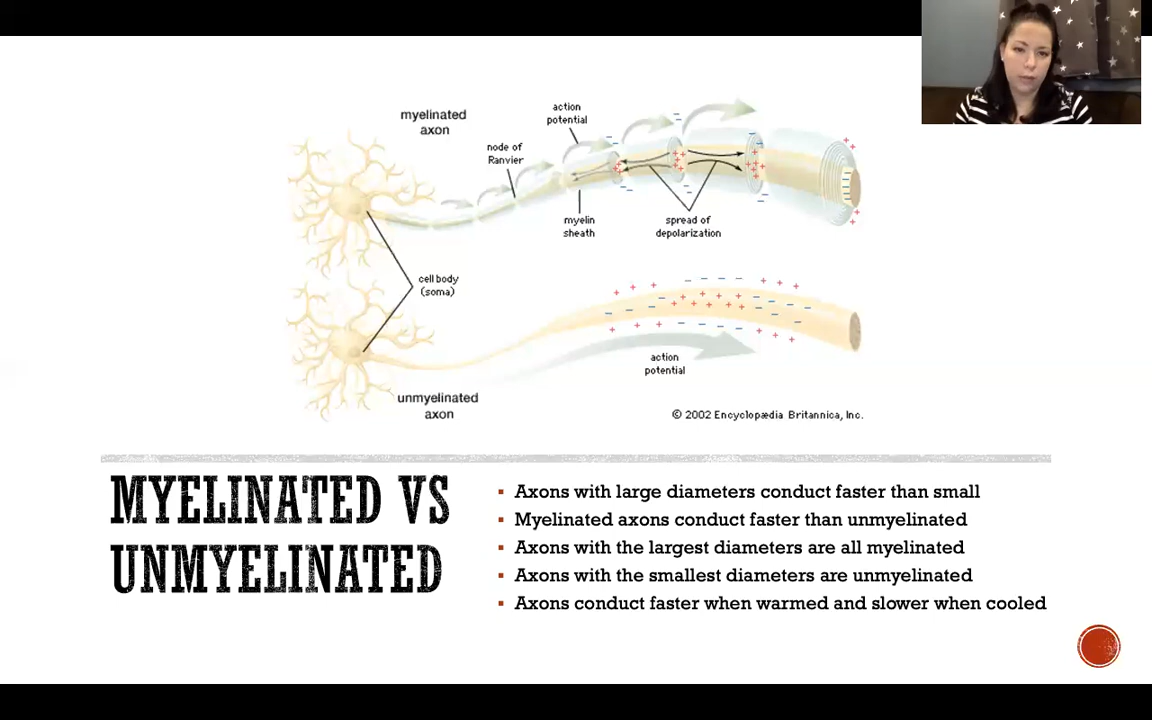 myelinated
axon
action
potential
node of
Ranvier
myelin
sheath
spread of
depolarization
cell body
(soma)
action
potential
unmyelinated
axon
© 2002 Encyclopædia Britannica, Inc.
MYELINATED VS
UNMYELINATED
▪ Axons with large diameters conduct faster than small
▪ Myelinated axons conduct faster than unmyelinated
▪ Axons with the largest diameters are all myelinated
▪ Axons with the smallest diameters are unmyelinated
▪ Axons conduct faster when warmed and slower when cooled